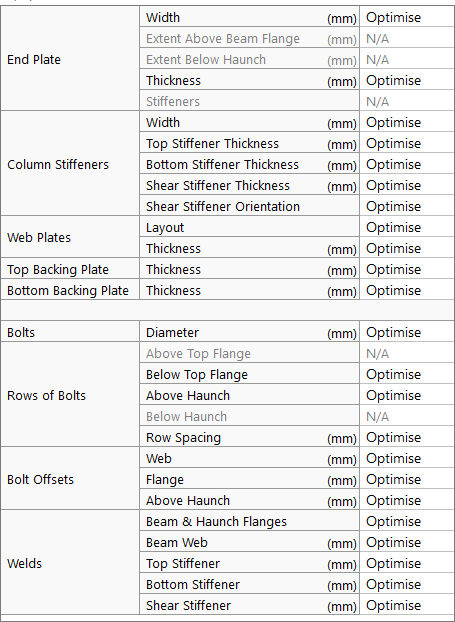 Width (mm) Optimise
Extent Above Beam Flange (mm) N/A
End Plate Extent Below Haunch (mm) N/A
Thickness (mm) Optimise
Stiffeners N/A
Width (mm) Optimise
Top Stiffener Thickness (mm) Optimise
Column Stiffeners Bottom Stiffener Thickness (mm) Optimise
Shear Stiffener Thickness (mm) Optimise
Shear Stiffener Orientation Optimise
Web Plates Layout Optimise
Thickness (mm) Optimise
Top Backing Plate Thickness (mm) Optimise
Bottom Backing Plate Thickness (mm) Optimise
Bolts Diameter (mm) Optimise
Above Top Flange N/A
Below Top Flange Optimise
Rows of Bolts Above Haunch Optimise
Below Haunch N/A
Row Spacing (mm) Optimise
Web (mm) Optimise
Bolt Offsets Flange (mm) Optimise
Above Haunch (mm) Optimise
Beam & Haunch Flanges Optimise
Beam Web (mm) Optimise
Welds Top Stiffener (mm) Optimise
Bottom Stiffener (mm) Optimise
Shear Stiffener (mm) Optimise